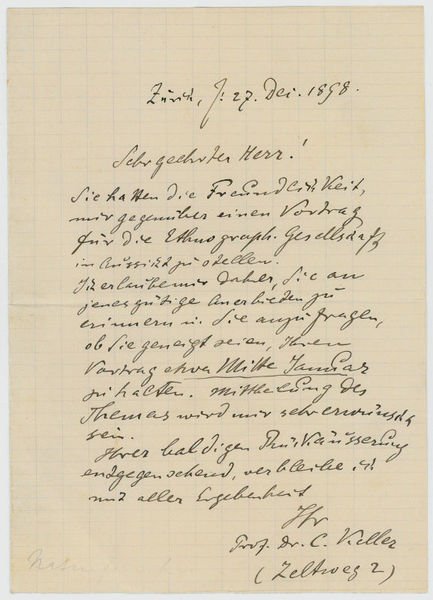 Zürich, d. 27. Dez. 1898.
Sehr geehrter Herr!
Sie hatten die Freundlichkeit,
mir gegenüber einen Vortrag
für die Ethnograph. Gesellschaft
in Aussicht zu stellen.
Ich erlaube mir daher, Sie an
jenes gütige Anerbieten zu
erinnern u. Sie anzufragen,
ob Sie geneigt seien, Ihren
Vortrag etwa Mitte Januar
zu halten. Mittheilung des
Themas wird mir sehr erwünscht
sein.
Ihrer baldigen Rückäusserung
entgegensehend, verbleibe ich
mit aller Ergebenheit
Ihr
Prof. Dr. C. Keller
(Zeltweg 2)